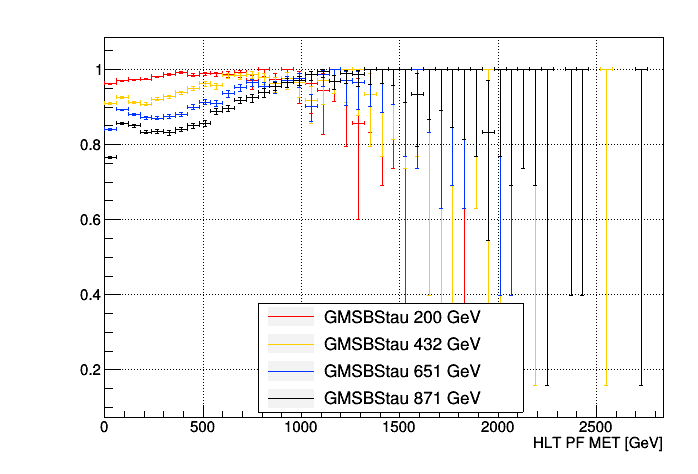 1
0.8
0.6
0.4
0.2
GMSBStau 200 GeV
GMSBStau 432 GeV
GMSBStau 651 GeV
GMSBStau 871 GeV
0 500 1000 1500 2000 2500
HLT PF MET [GeV]